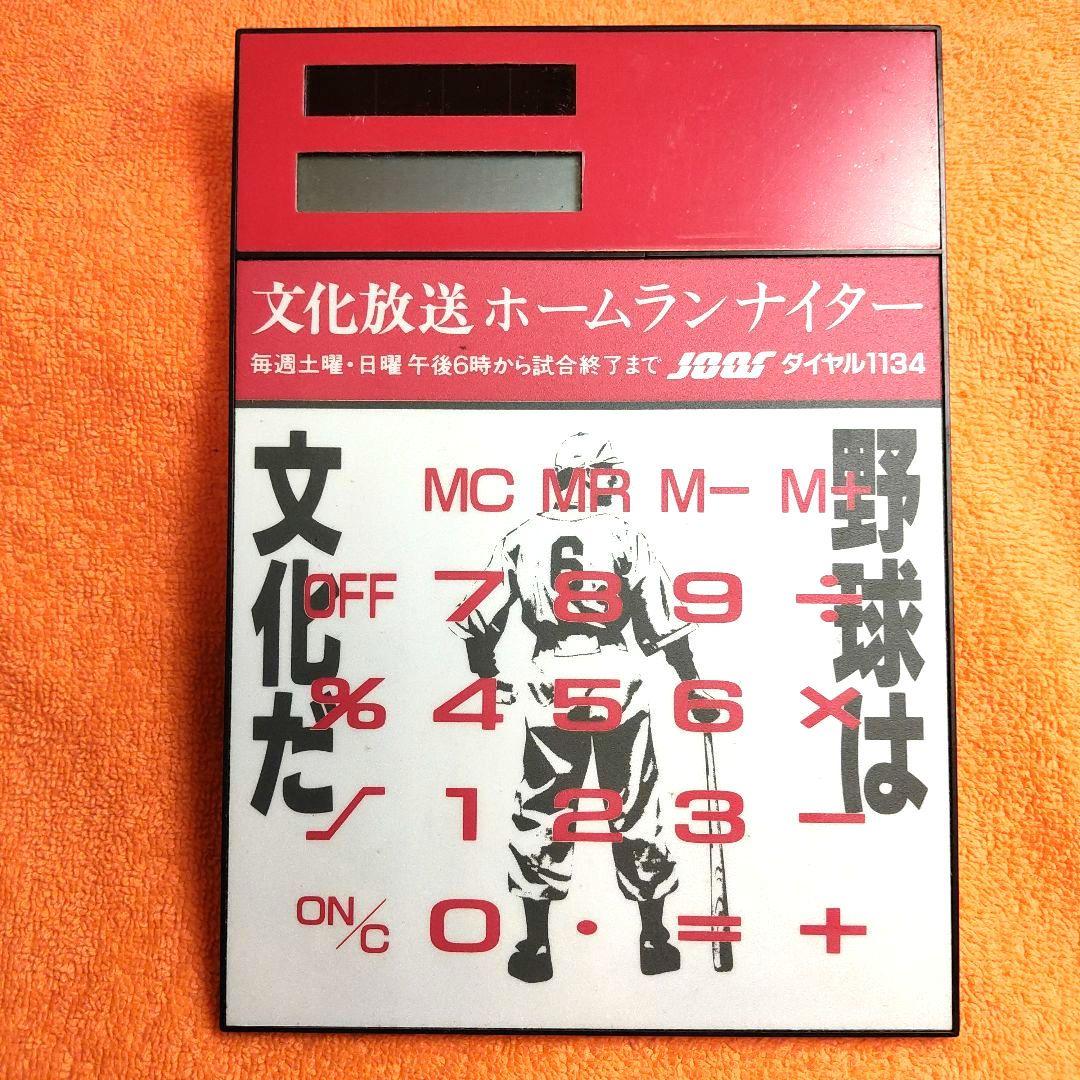 文化放送 ホームランナイター
毎週土曜・日曜 午後6時から試合終了まで JOQR ダイヤル1134
野球は
文化だ
6
MC MR M− M+
OFF 7 8 9 ÷
% 4 5 6 ×
√ 1 2 3 −
ON/C 0 · = +